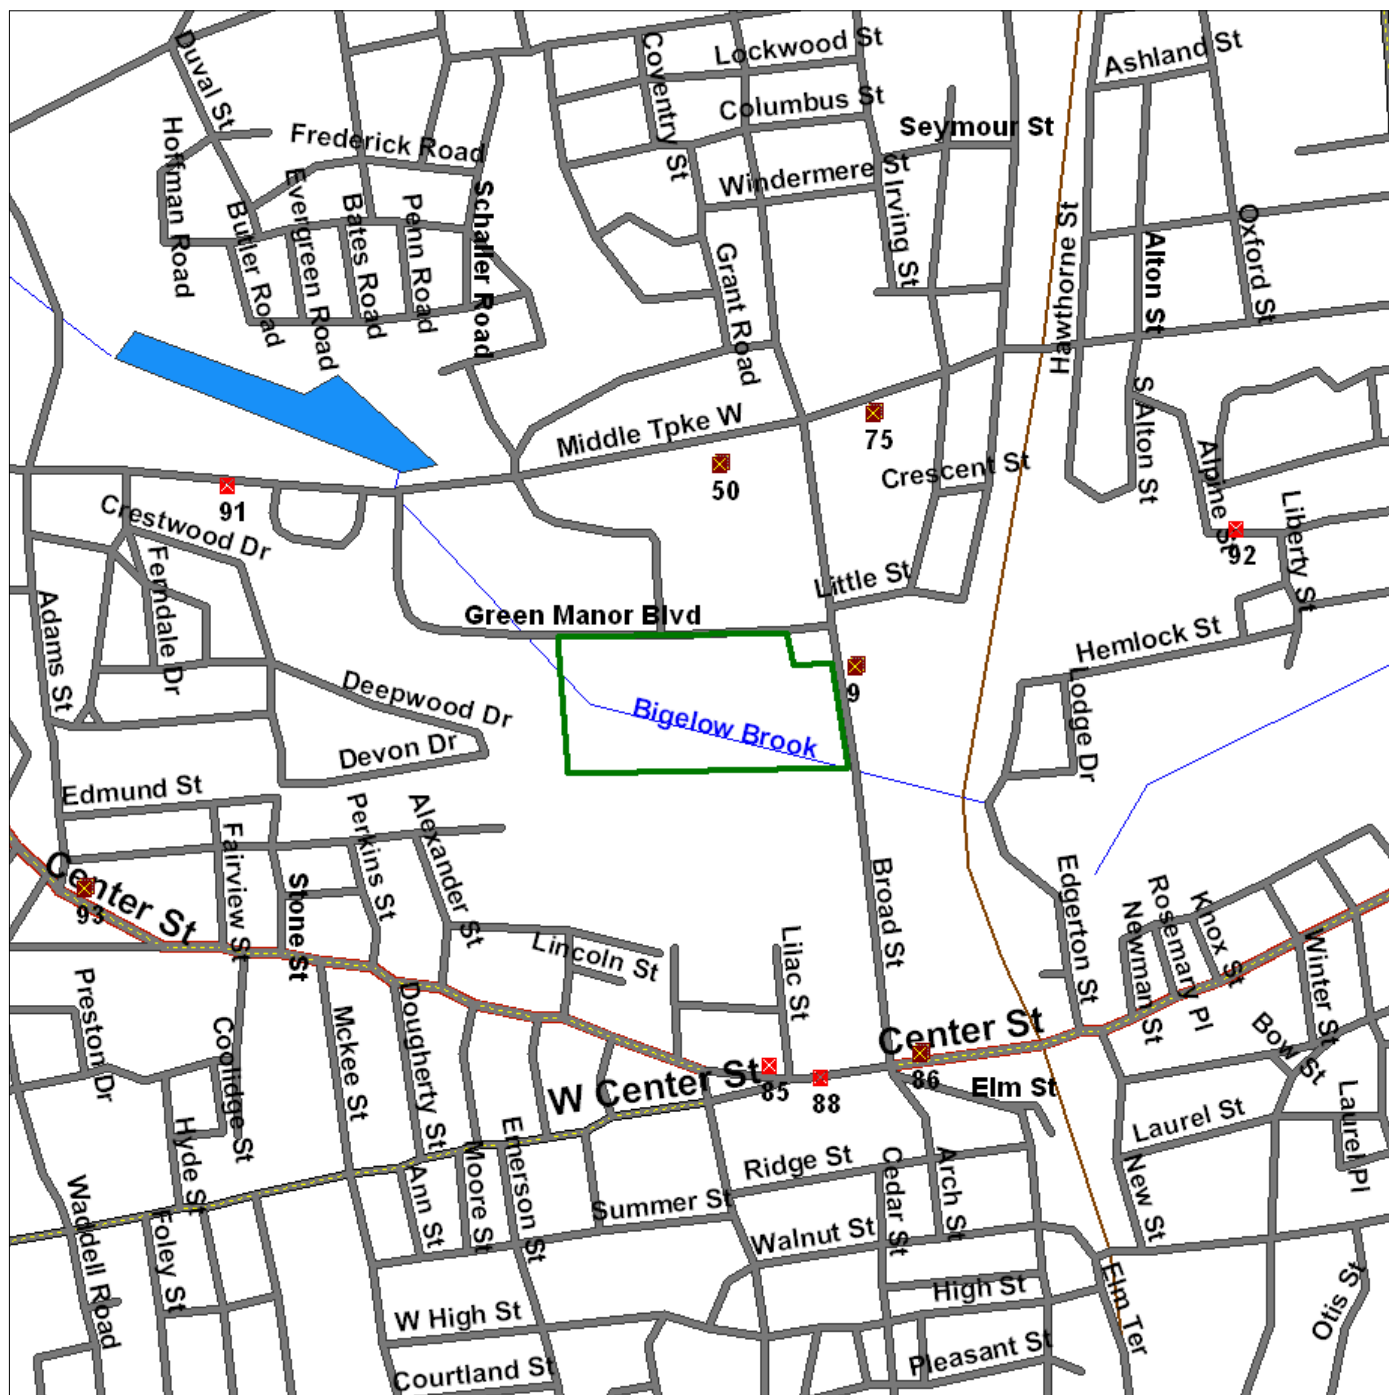 Duval St
Coventry St
Lockwood St
Ashland St
Columbus St
Hoffman Road
Frederick Road
Seymour St
Windermere St
Irving St
Evergreen Road
Butler Road
Bates Road
Penn Road
Schaller Road
Hawthorne St
Oxford St
Alton St
Grant Road
S Alton St
Middle Tpke W
75
50
Crescent St
Alpine St
91
Crestwood Dr
Liberty St
92
Ferndale Dr
Little St
Adams St
Green Manor Blvd
Hemlock St
9
Lodge Dr
Deepwood Dr
Bigelow Brook
Devon Dr
Edmund St
Perkins St
Alexander St
Fairview St
Center St
93
Stone St
Broad St
Edgerton St
Rosemary Pl
Knox St
Newman St
Winter St
Lincoln St
Lilac St
Preston Dr
Coolidge St
Mckee St
Dougherty St
Center St
Bow St
W Center St
85
88
86
Elm St
Laurel St
Laurel Pl
Hyde St
Moore St
Emerson St
Ridge St
Cedar St
Arch St
New St
Ann St
Waddell Road
Foley St
Summer St
Walnut St
Elm Ter
High St
Otis St
W High St
Pleasant St
Courtland St